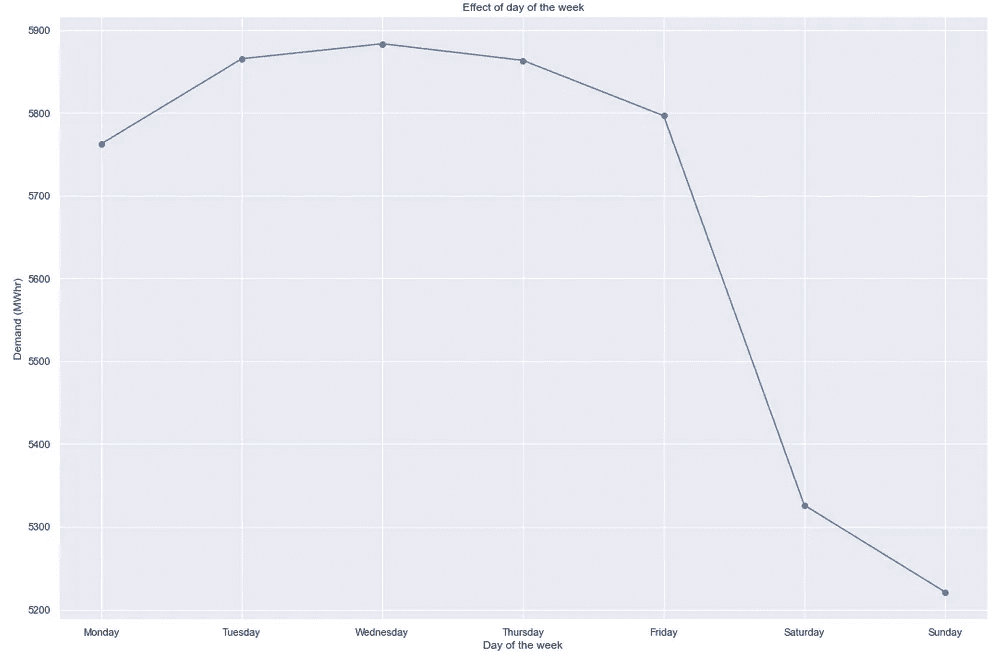 Effect of day of the week
5900
5800
5700
5600
5500
5400
5300
5200
Demand (MWhr)
Monday Tuesday Wednesday Thursday Friday Saturday Sunday
Day of the week